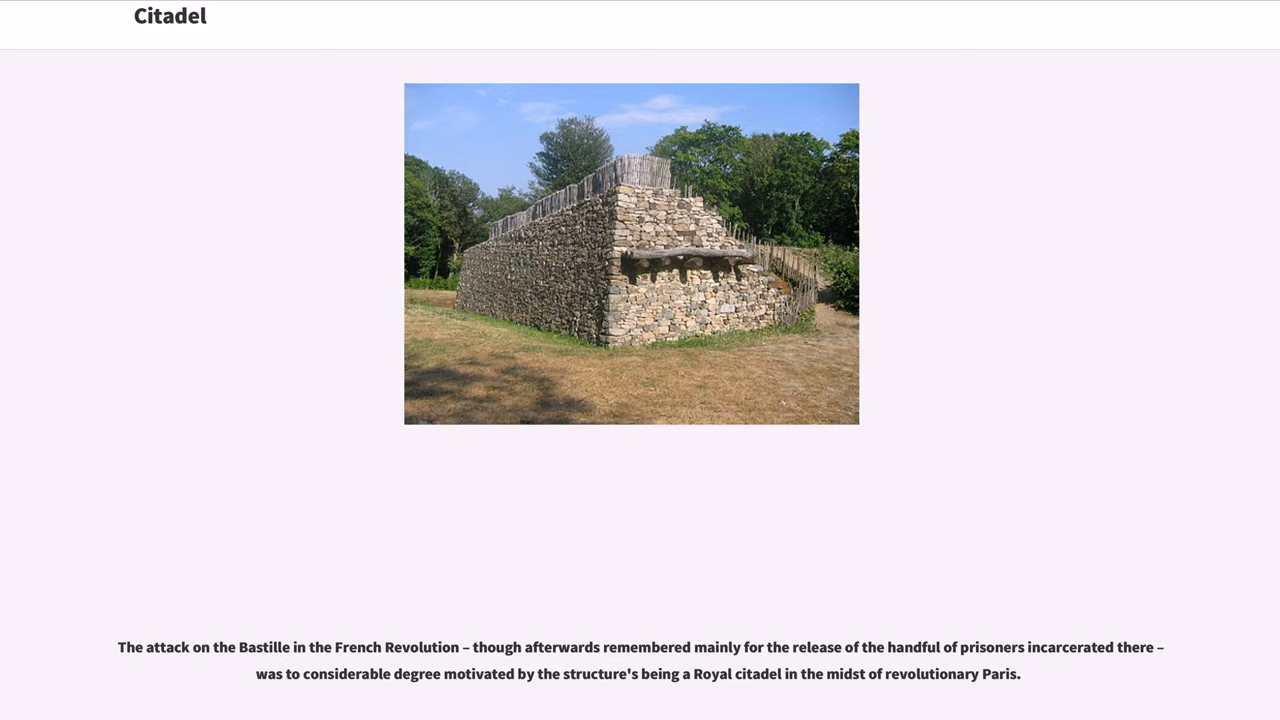 Citadel
The attack on the Bastille in the French Revolution – though afterwards remembered mainly for the release of the handful of prisoners incarcerated there –
was to considerable degree motivated by the structure's being a Royal citadel in the midst of revolutionary Paris.